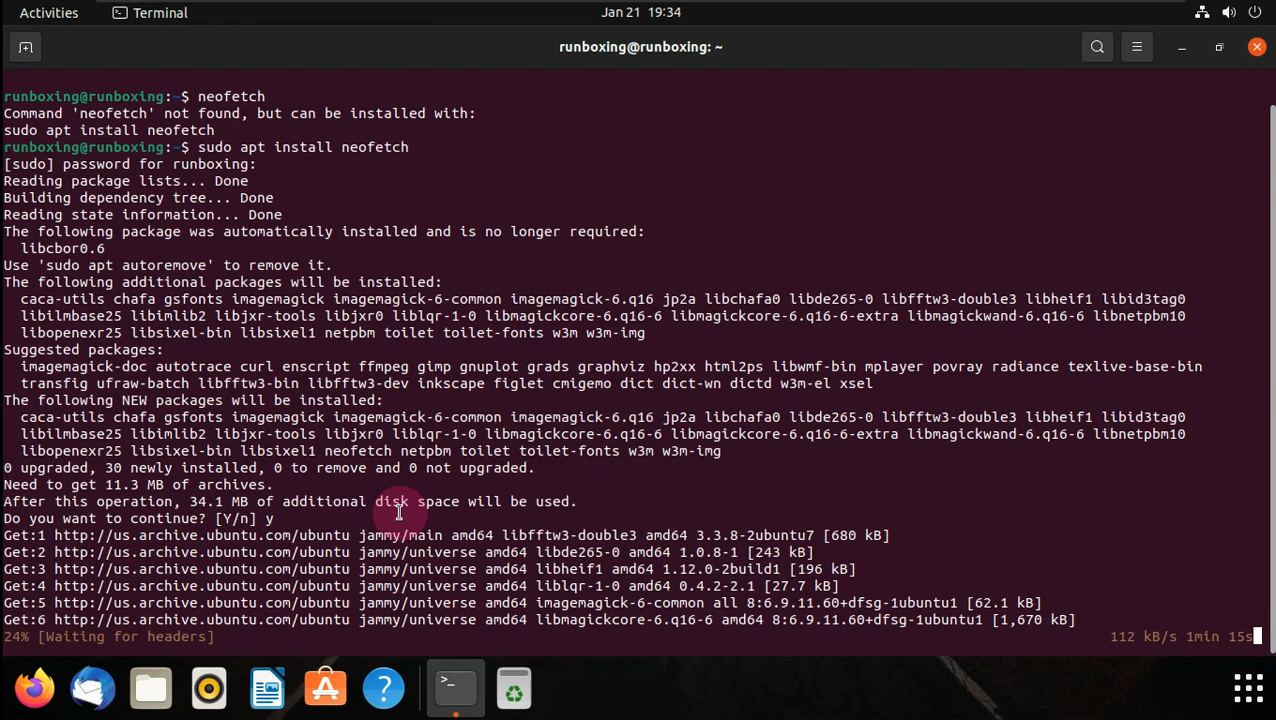 Activities
Terminal
Jan 21 19:34
runboxing@runboxing: ~
runboxing@runboxing:~$ neofetch
Command 'neofetch' not found, but can be installed with:
sudo apt install neofetch
runboxing@runboxing:~$ sudo apt install neofetch
[sudo] password for runboxing:
Reading package lists... Done
Building dependency tree... Done
Reading state information... Done
The following package was automatically installed and is no longer required:
  libcbor0.6
Use 'sudo apt autoremove' to remove it.
The following additional packages will be installed:
  caca-utils chafa gsfonts imagemagick imagemagick-6-common imagemagick-6.q16 jp2a libchafa0 libde265-0 libfftw3-double3 libheif1 libid3tag0
  libilmbase25 libimlib2 libjxr-tools libjxr0 liblqr-1-0 libmagickcore-6.q16-6 libmagickcore-6.q16-6-extra libmagickwand-6.q16-6 libnetpbm10
  libopenexr25 libsixel-bin libsixel1 netpbm toilet toilet-fonts w3m w3m-img
Suggested packages:
  imagemagick-doc autotrace curl enscript ffmpeg gimp gnuplot grads graphviz hp2xx html2ps libwmf-bin mplayer povray radiance texlive-base-bin
  transfig ufraw-batch libfftw3-bin libfftw3-dev inkscape figlet cmigemo dict dict-wn dictd w3m-el xsel
The following NEW packages will be installed:
  caca-utils chafa gsfonts imagemagick imagemagick-6-common imagemagick-6.q16 jp2a libchafa0 libde265-0 libfftw3-double3 libheif1 libid3tag0
  libilmbase25 libimlib2 libjxr-tools libjxr0 liblqr-1-0 libmagickcore-6.q16-6 libmagickcore-6.q16-6-extra libmagickwand-6.q16-6 libnetpbm10
  libopenexr25 libsixel-bin libsixel1 neofetch netpbm toilet toilet-fonts w3m w3m-img
0 upgraded, 30 newly installed, 0 to remove and 0 not upgraded.
Need to get 11.3 MB of archives.
After this operation, 34.1 MB of additional disk space will be used.
Do you want to continue? [Y/n] y
Get:1 http://us.archive.ubuntu.com/ubuntu jammy/main amd64 libfftw3-double3 amd64 3.3.8-2ubuntu7 [680 kB]
Get:2 http://us.archive.ubuntu.com/ubuntu jammy/universe amd64 libde265-0 amd64 1.0.8-1 [243 kB]
Get:3 http://us.archive.ubuntu.com/ubuntu jammy/universe amd64 libheif1 amd64 1.12.0-2build1 [196 kB]
Get:4 http://us.archive.ubuntu.com/ubuntu jammy/universe amd64 liblqr-1-0 amd64 0.4.2-2.1 [27.7 kB]
Get:5 http://us.archive.ubuntu.com/ubuntu jammy/universe amd64 imagemagick-6-common all 8:6.9.11.60+dfsg-1ubuntu1 [62.1 kB]
Get:6 http://us.archive.ubuntu.com/ubuntu jammy/universe amd64 libmagickcore-6.q16-6 amd64 8:6.9.11.60+dfsg-1ubuntu1 [1,670 kB]
24% [Waiting for headers] 112 kB/s 1min 15s